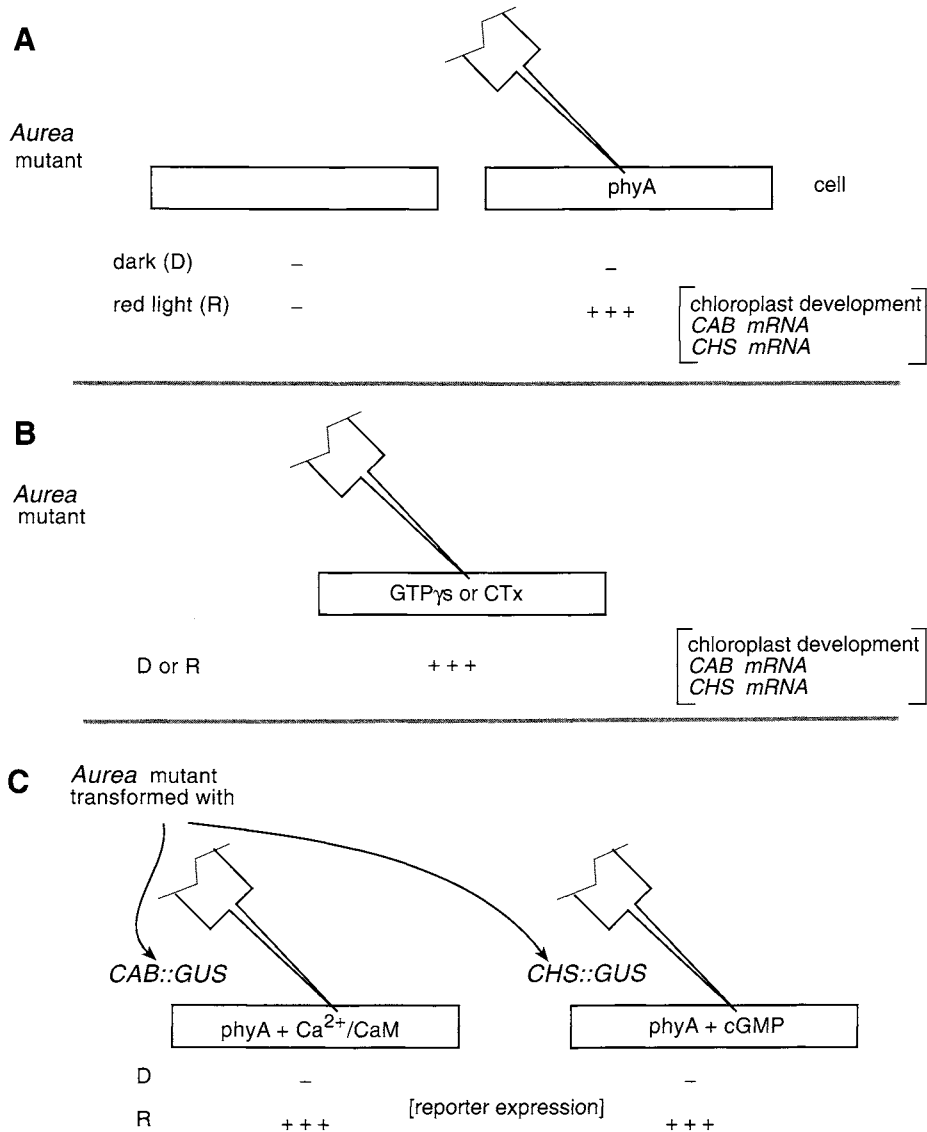 A
Aurea
mutant
phyA
cell
dark (D) – –
red light (R) – +++
chloroplast development
CAB mRNA
CHS mRNA
B
Aurea
mutant
GTPγs or CTx
D or R +++
chloroplast development
CAB mRNA
CHS mRNA
C
Aurea mutant
transformed with
CAB::GUS
CHS::GUS
phyA + Ca²⁺/CaM
phyA + cGMP
D – –
R +++ [reporter expression] +++